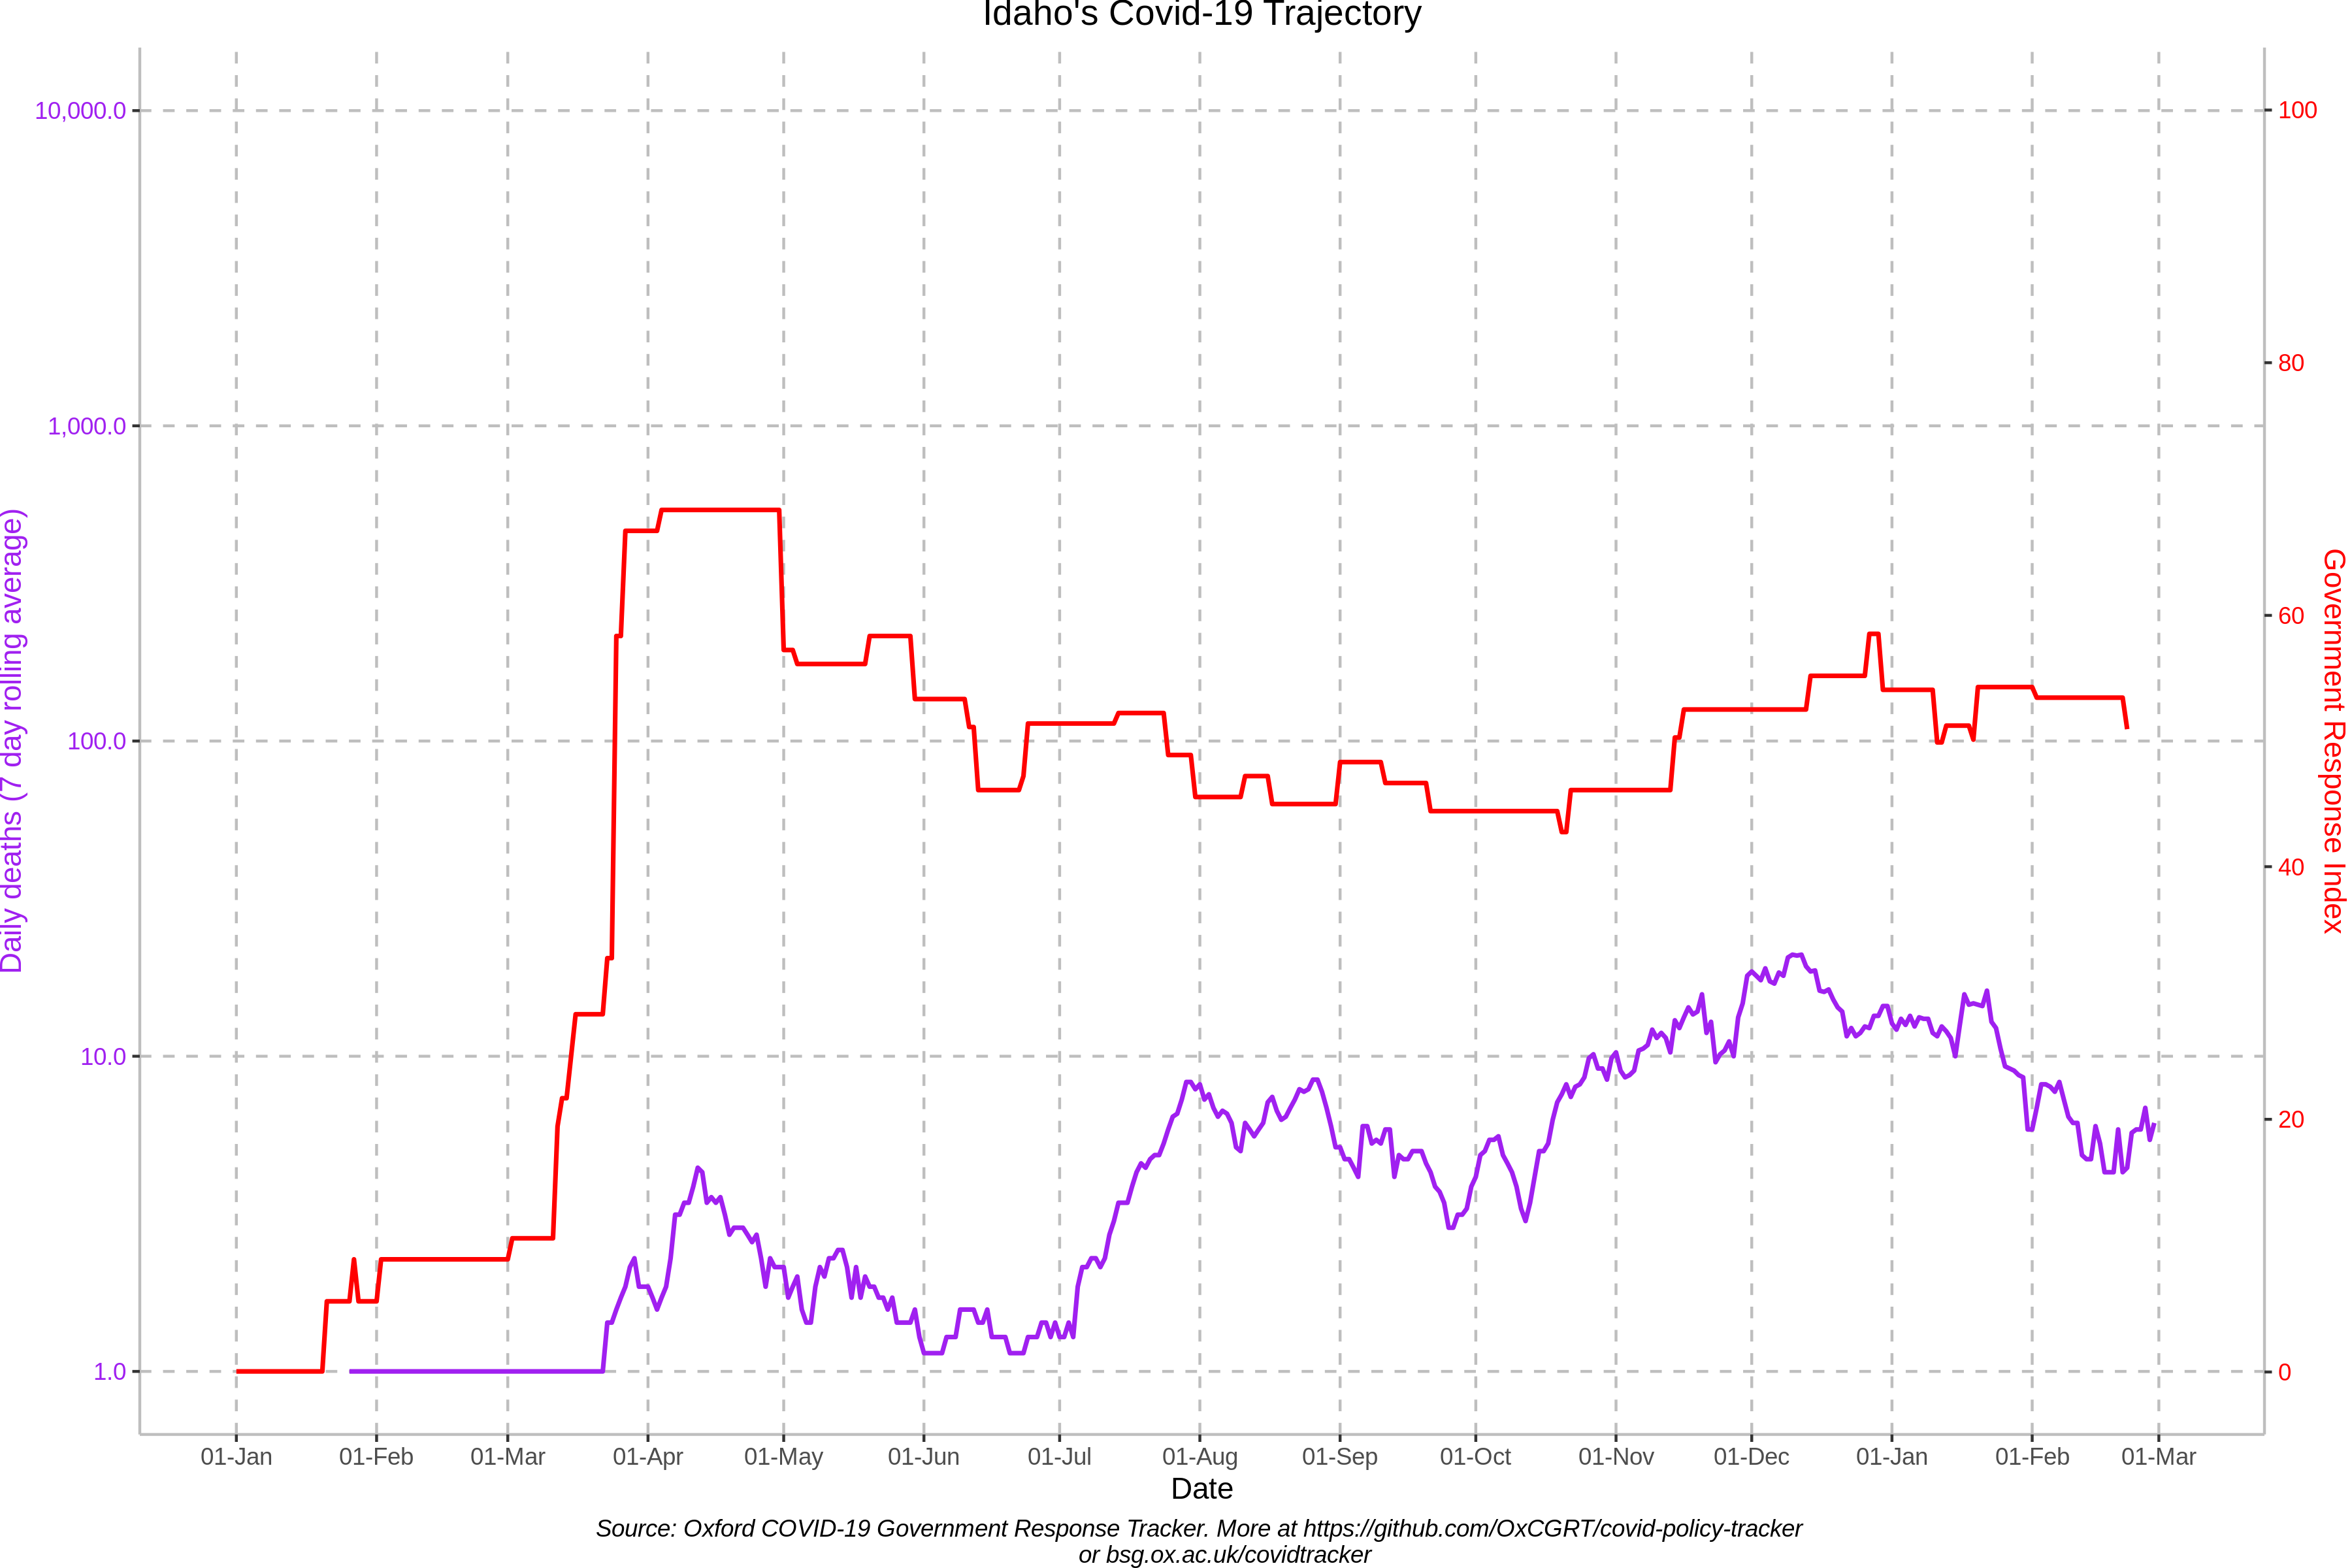 Idaho's Covid-19 Trajectory
10,000.0
1,000.0
100.0
10.0
1.0
Daily deaths (7 day rolling average)
100
80
60
40
20
0
Government Response Index
01-Jan
01-Feb
01-Mar
01-Apr
01-May
01-Jun
01-Jul
01-Aug
01-Sep
01-Oct
01-Nov
01-Dec
01-Jan
01-Feb
01-Mar
Date
Source: Oxford COVID-19 Government Response Tracker. More at https://github.com/OxCGRT/covid-policy-tracker
or bsg.ox.ac.uk/covidtracker